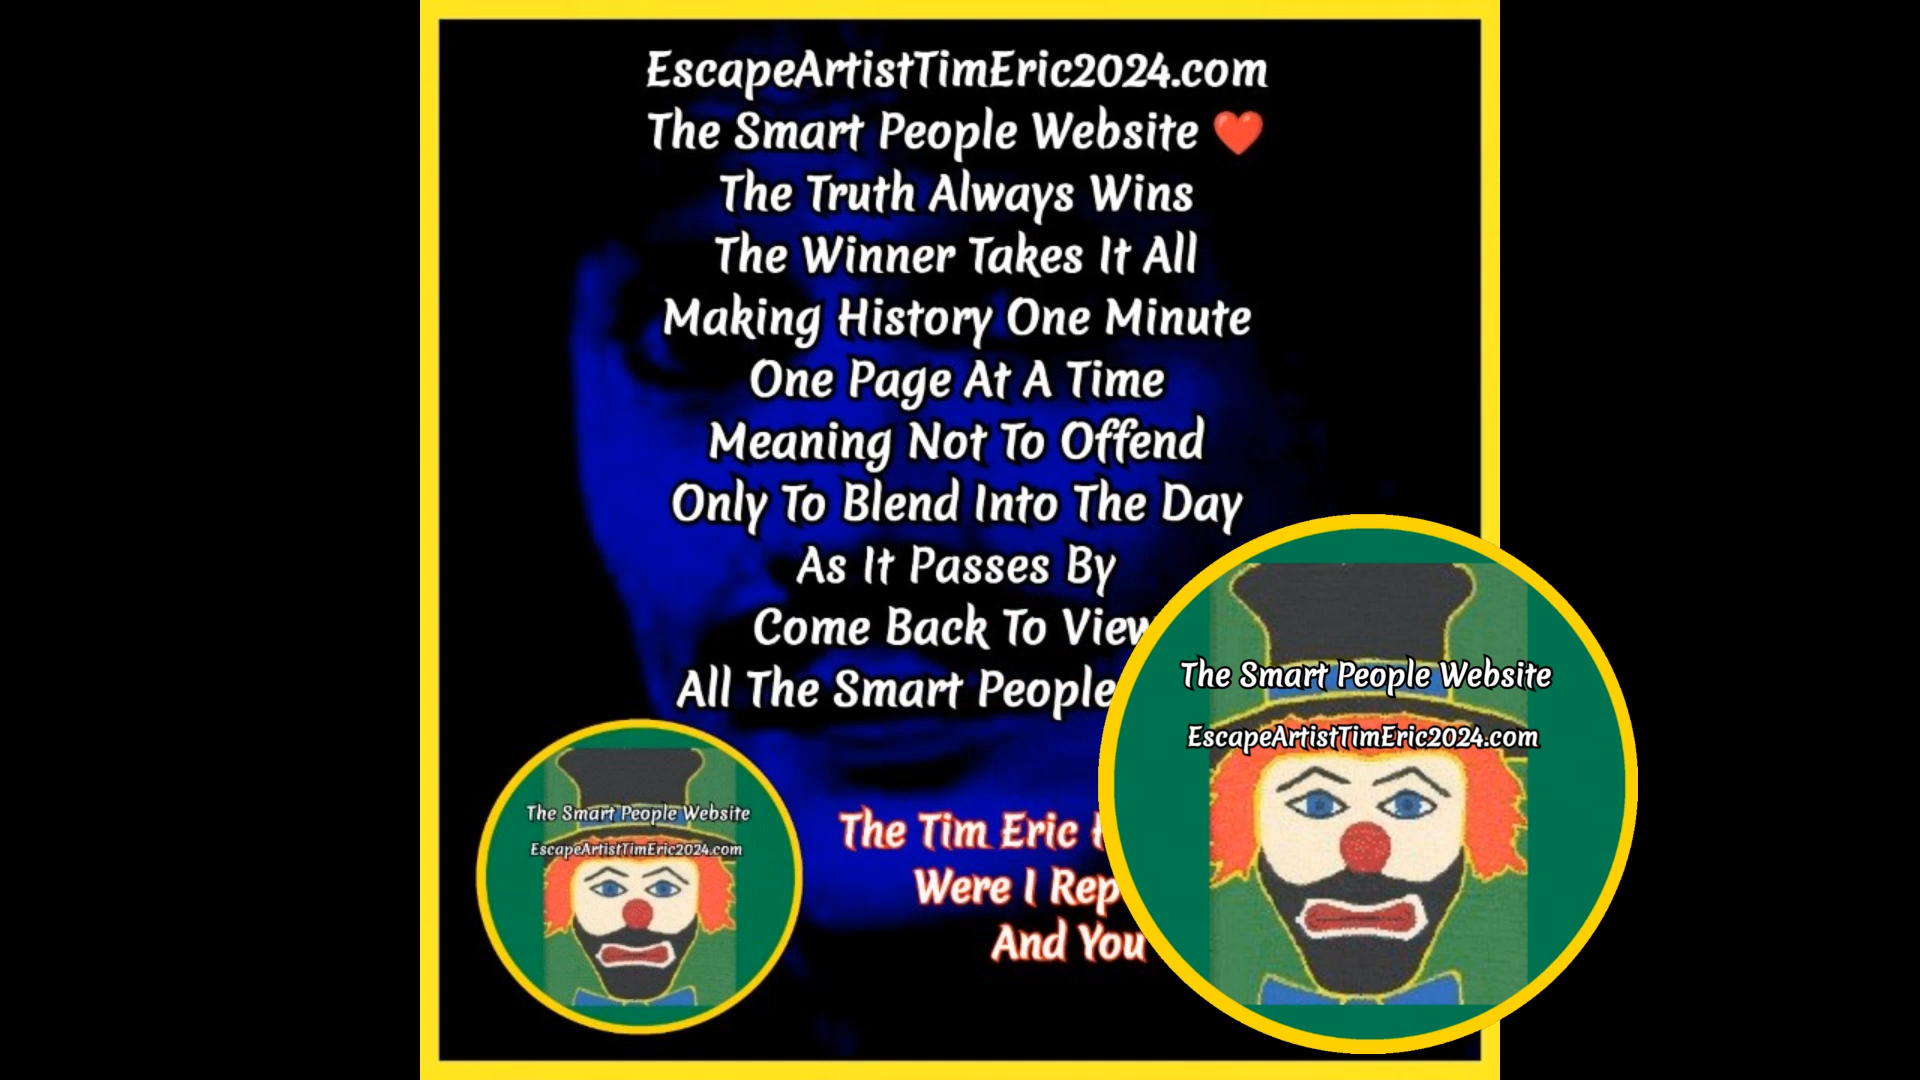 EscapeArtistTimEric2024.com
The Smart People Website ❤️
The Truth Always Wins
The Winner Takes It All
Making History One Minute
One Page At A Time
Meaning Not To Offend
Only To Blend Into The Day
As It Passes By
Come Back To View
All The Smart People
The Smart People Website
EscapeArtistTimEric2024.com
The Tim Eric
Were I
And You
The Smart People Website
EscapeArtistTimEric2024.com